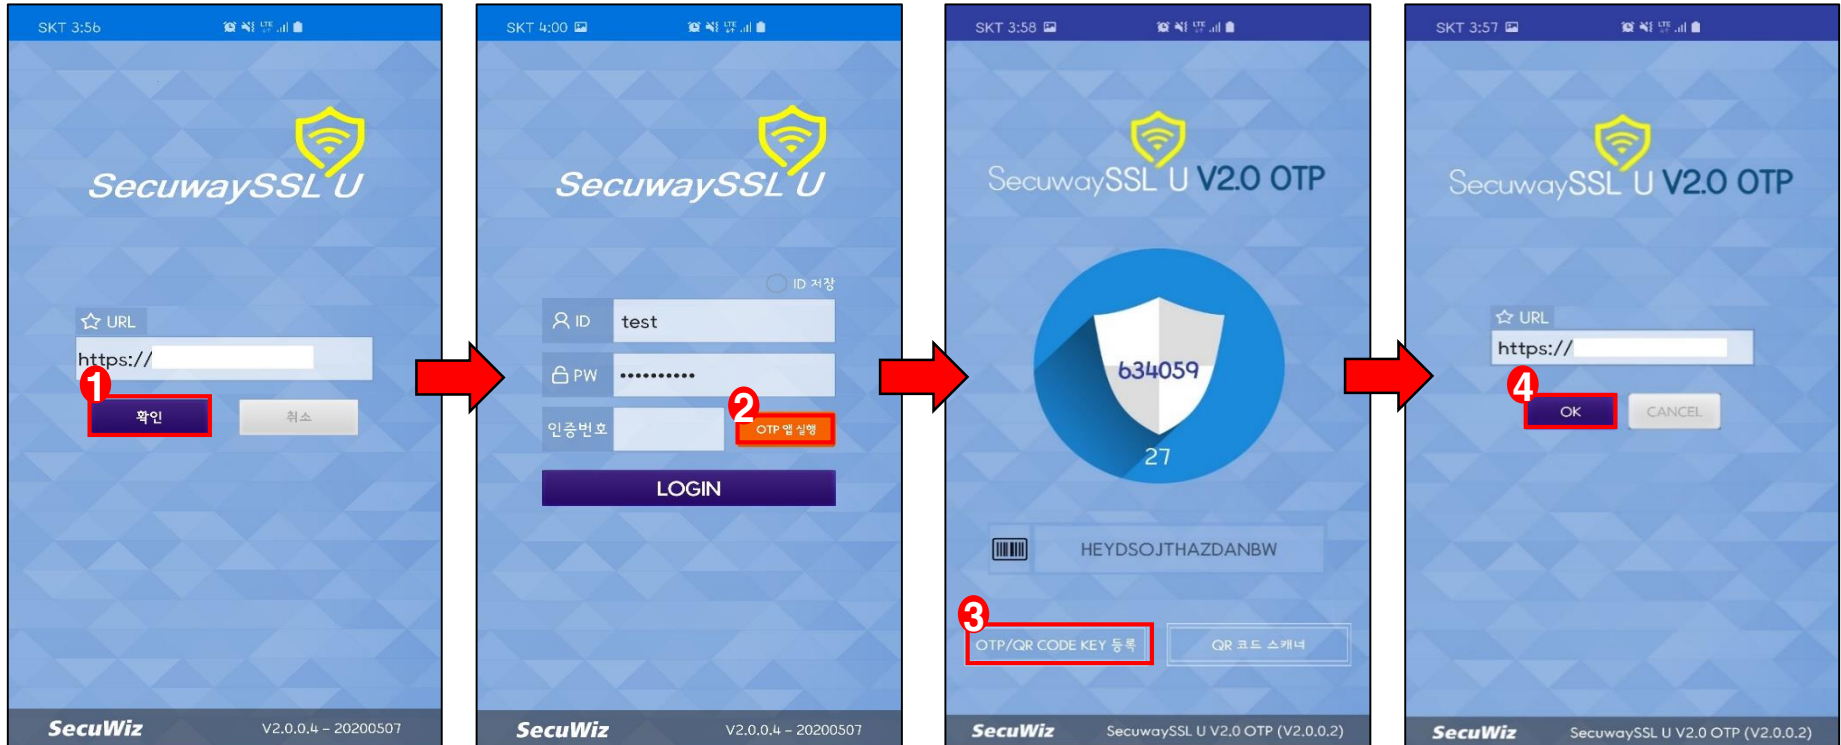 SKT 3:56
SecuwaySSL U
URL
https://
1
확인
취소
SecuWiz
V2.0.0.4 – 20200507
SKT 4:00
SecuwaySSL U
ID 저장
ID
test
PW
••••••••••
2
인증번호
OTP 앱 실행
LOGIN
SecuWiz
V2.0.0.4 – 20200507
SKT 3:58
SecuwaySSL U V2.0 OTP
634059
27
HEYDSOJTHAZDANBW
3
OTP/QR CODE KEY 등록
QR 코드 스캐너
SecuWiz
SecuwaySSL U V2.0 OTP (V2.0.0.2)
SKT 3:57
SecuwaySSL U V2.0 OTP
URL
https://
4
OK
CANCEL
SecuWiz
SecuwaySSL U V2.0 OTP (V2.0.0.2)